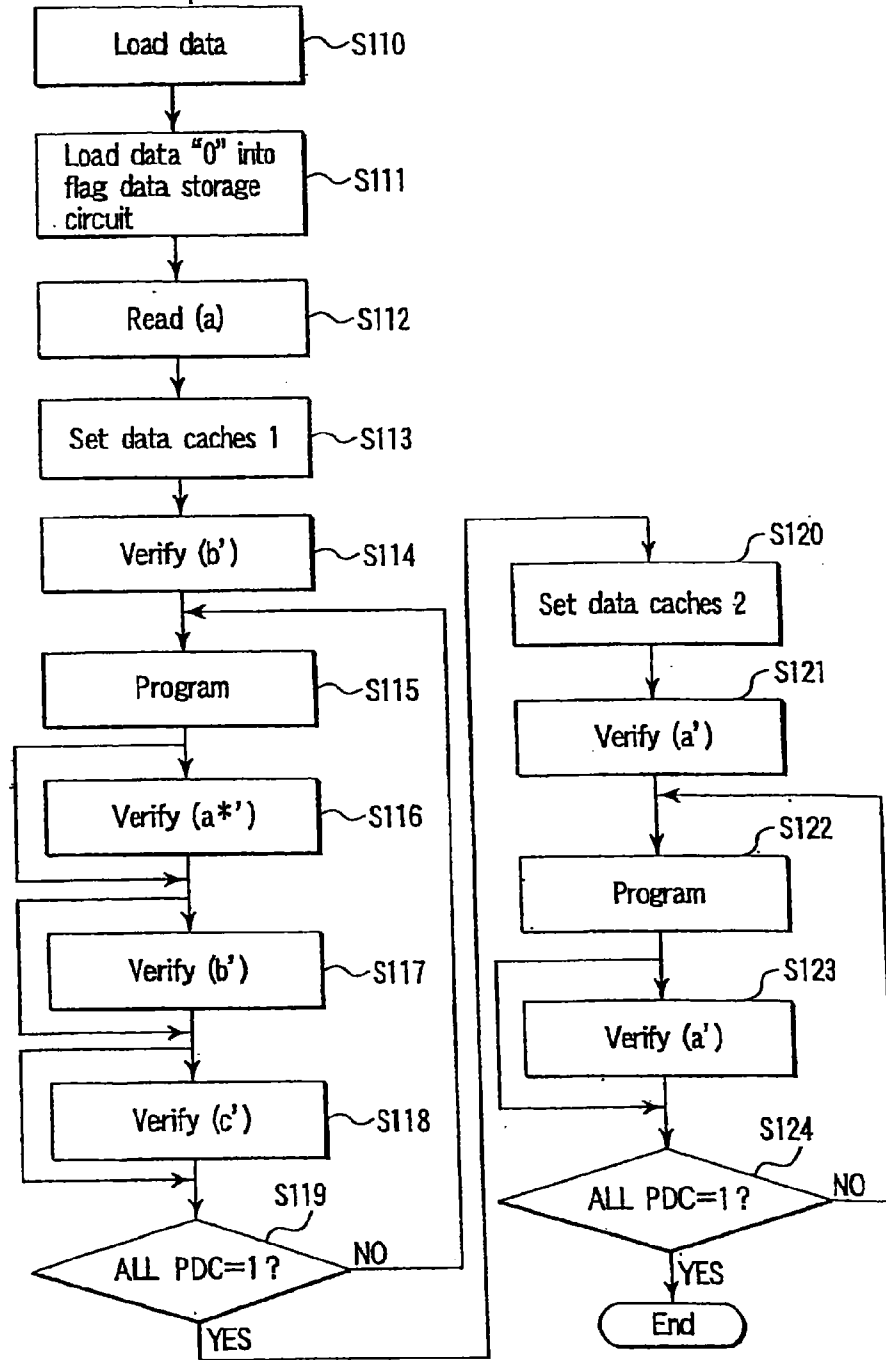 Load data
S110
Load data "0" into
flag data storage
circuit
S111
Read (a)
S112
Set data caches 1
S113
Verify (b')
S114
Program
S115
Verify (a*')
S116
Verify (b')
S117
Verify (c')
S118
S119
ALL PDC=1?
NO
YES
S120
Set data caches 2
S121
Verify (a')
S122
Program
S123
Verify (a')
S124
ALL PDC=1?
NO
YES
End